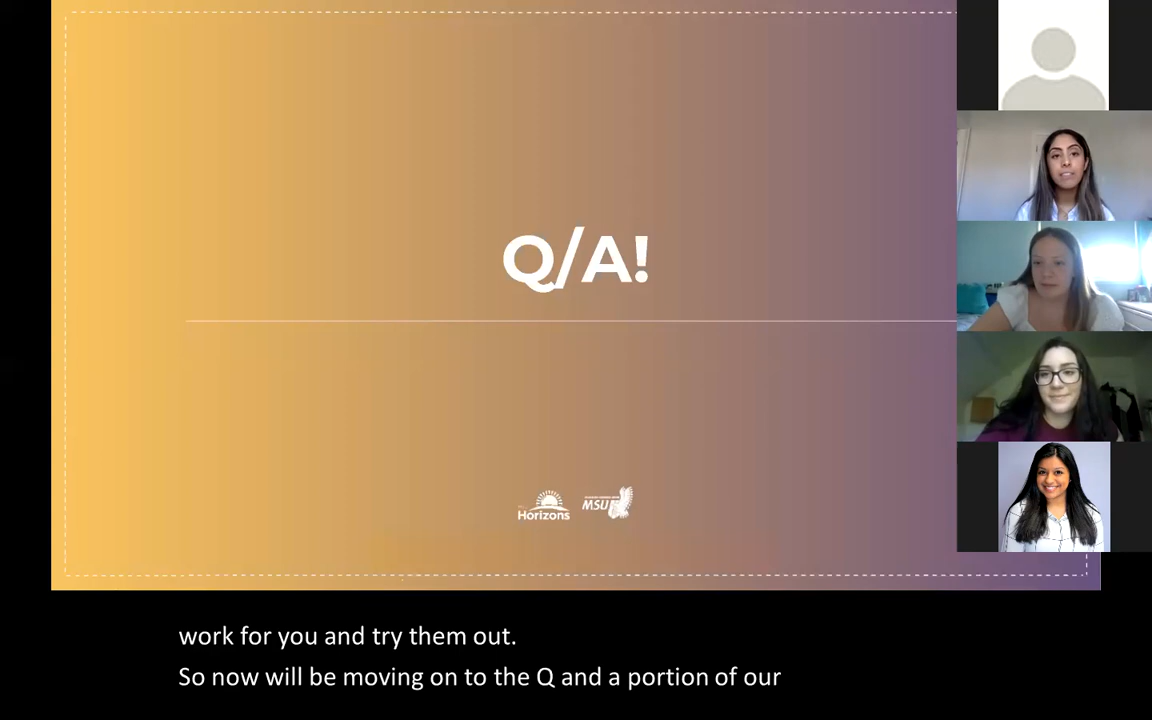 Q/A!
Horizons
MSU
work for you and try them out.
So now will be moving on to the Q and a portion of our